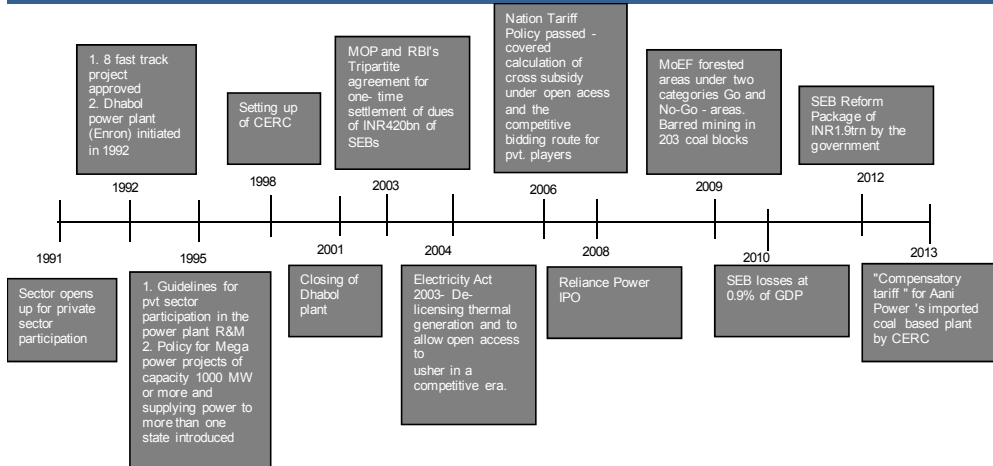 1. 8 fast track
project
approved
2. Dhabol
power plant
(Enron) initiated
in 1992
Setting up
of CERC
MOP and RBI's
Tripartite
agreement for
one- time
settlement of dues
of INR420bn of
SEBs
Nation Tariff
Policy passed -
covered
calculation of
cross subsidy
under open acess
and the
competitive
bidding route for
pvt. players
MoEF forested
areas under two
categories Go and
No-Go - areas.
Barred mining in
203 coal blocks
SEB Reform
Package of
INR1.9trn by the
government
1992
1998
2003
2006
2009
2012
1991
1995
2001
2004
2008
2010
2013
Sector opens
up for private
sector
participation
1. Guidelines for
pvt sector
participation in the
power plant R&M
2. Policy for Mega
power projects of
capacity 1000 MW
or more and
supplying power to
more than one
state introduced
Closing of
Dhabol
plant
Electricity Act
2003- De-
licensing thermal
generation and to
allow open access
to
usher in a
competitive era.
Reliance Power
IPO
SEB losses at
0.9% of GDP
"Compensatory
tariff " for Aani
Power 's imported
coal based plant
by CERC